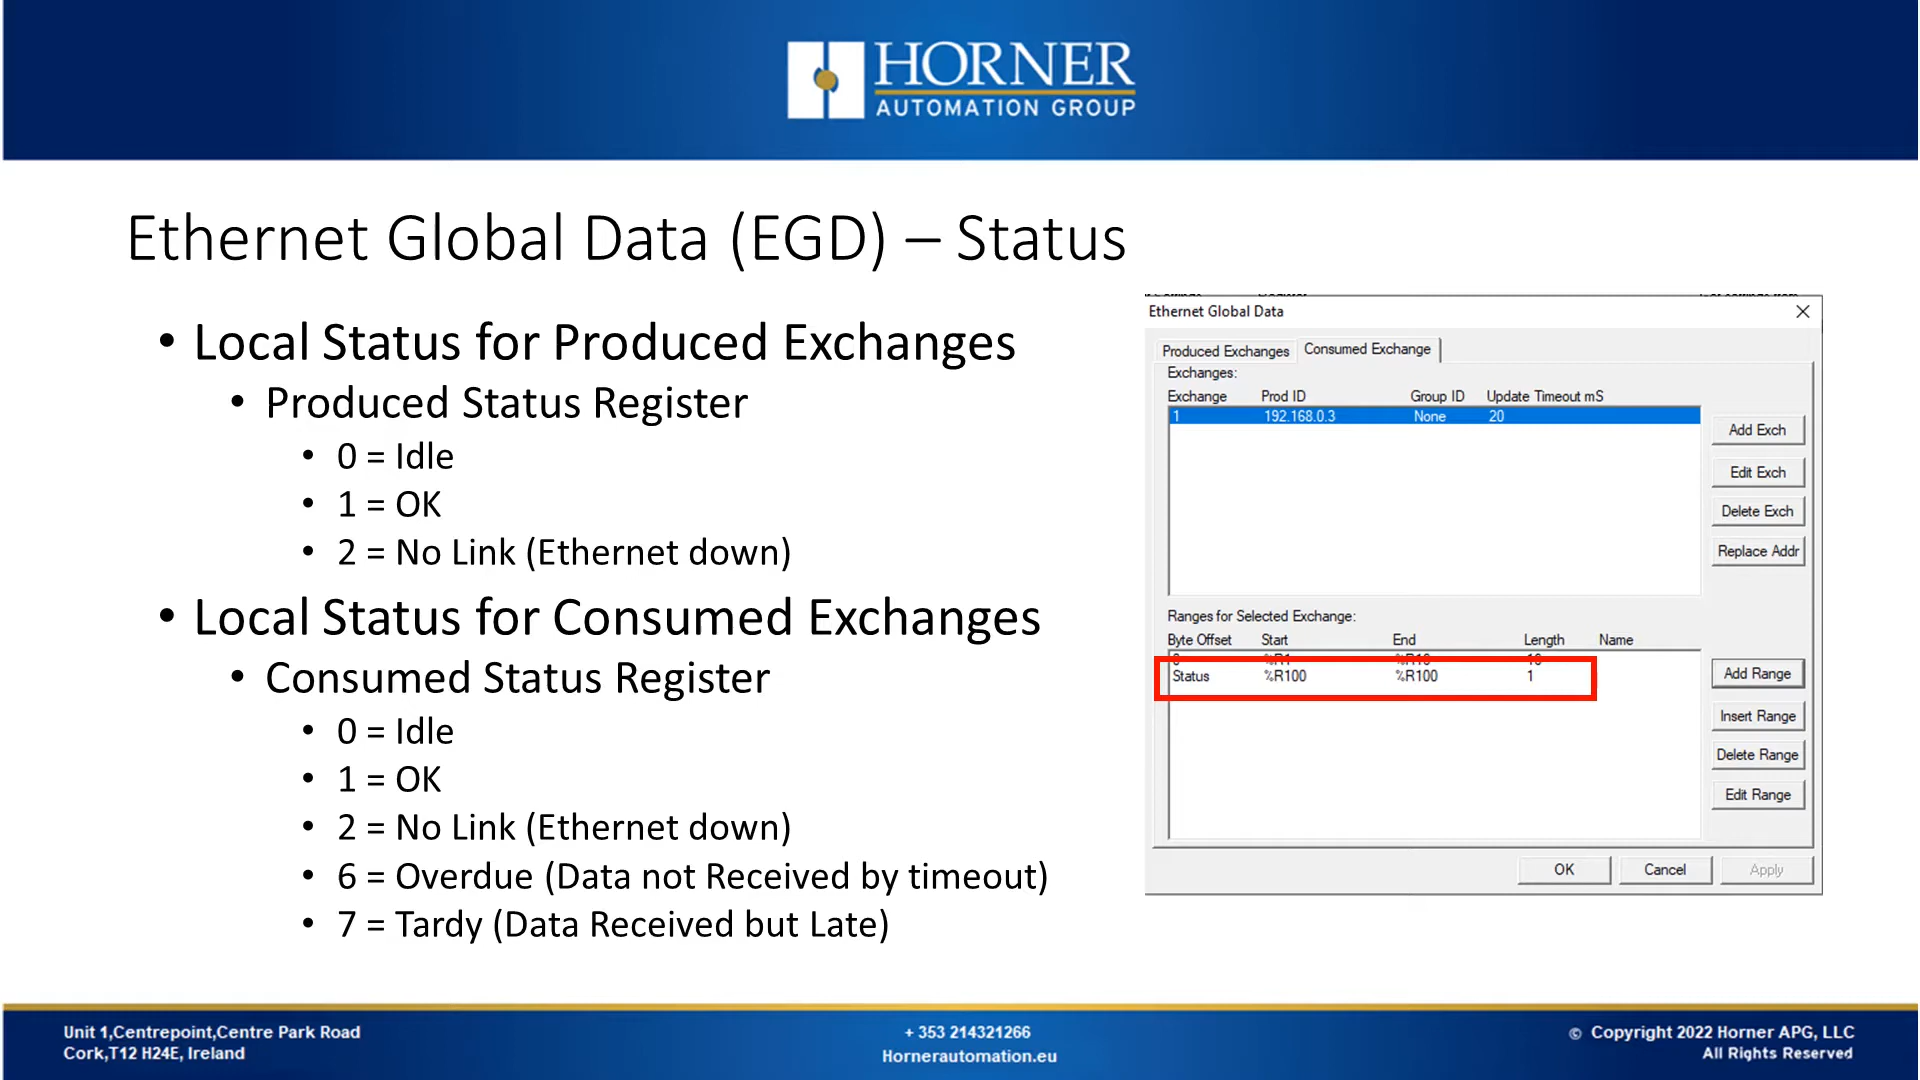 HORNER
AUTOMATION GROUP
Ethernet Global Data (EGD) – Status
• Local Status for Produced Exchanges
• Produced Status Register
• 0 = Idle
• 1 = OK
• 2 = No Link (Ethernet down)
• Local Status for Consumed Exchanges
• Consumed Status Register
• 0 = Idle
• 1 = OK
• 2 = No Link (Ethernet down)
• 6 = Overdue (Data not Received by timeout)
• 7 = Tardy (Data Received but Late)
Ethernet Global Data
Produced Exchanges Consumed Exchange
Exchanges:
Exchange Prod ID Group ID Update Timeout mS
1 192.168.0.3 None 20
Add Exch
Edit Exch
Delete Exch
Replace Addr
Ranges for Selected Exchange:
Byte Offset Start End Length Name
%R1 %R10 10
Status %R100 %R100 1
Add Range
Insert Range
Delete Range
Edit Range
OK Cancel Apply
Unit 1,Centrepoint,Centre Park Road
Cork,T12 H24E, Ireland
+ 353 214321266
Hornerautomation.eu
© Copyright 2022 Horner APG, LLC
All Rights Reserved